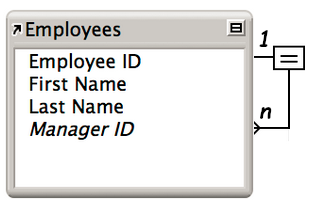 Employees
1
=
Employee ID
First Name
Last Name
Manager ID
n